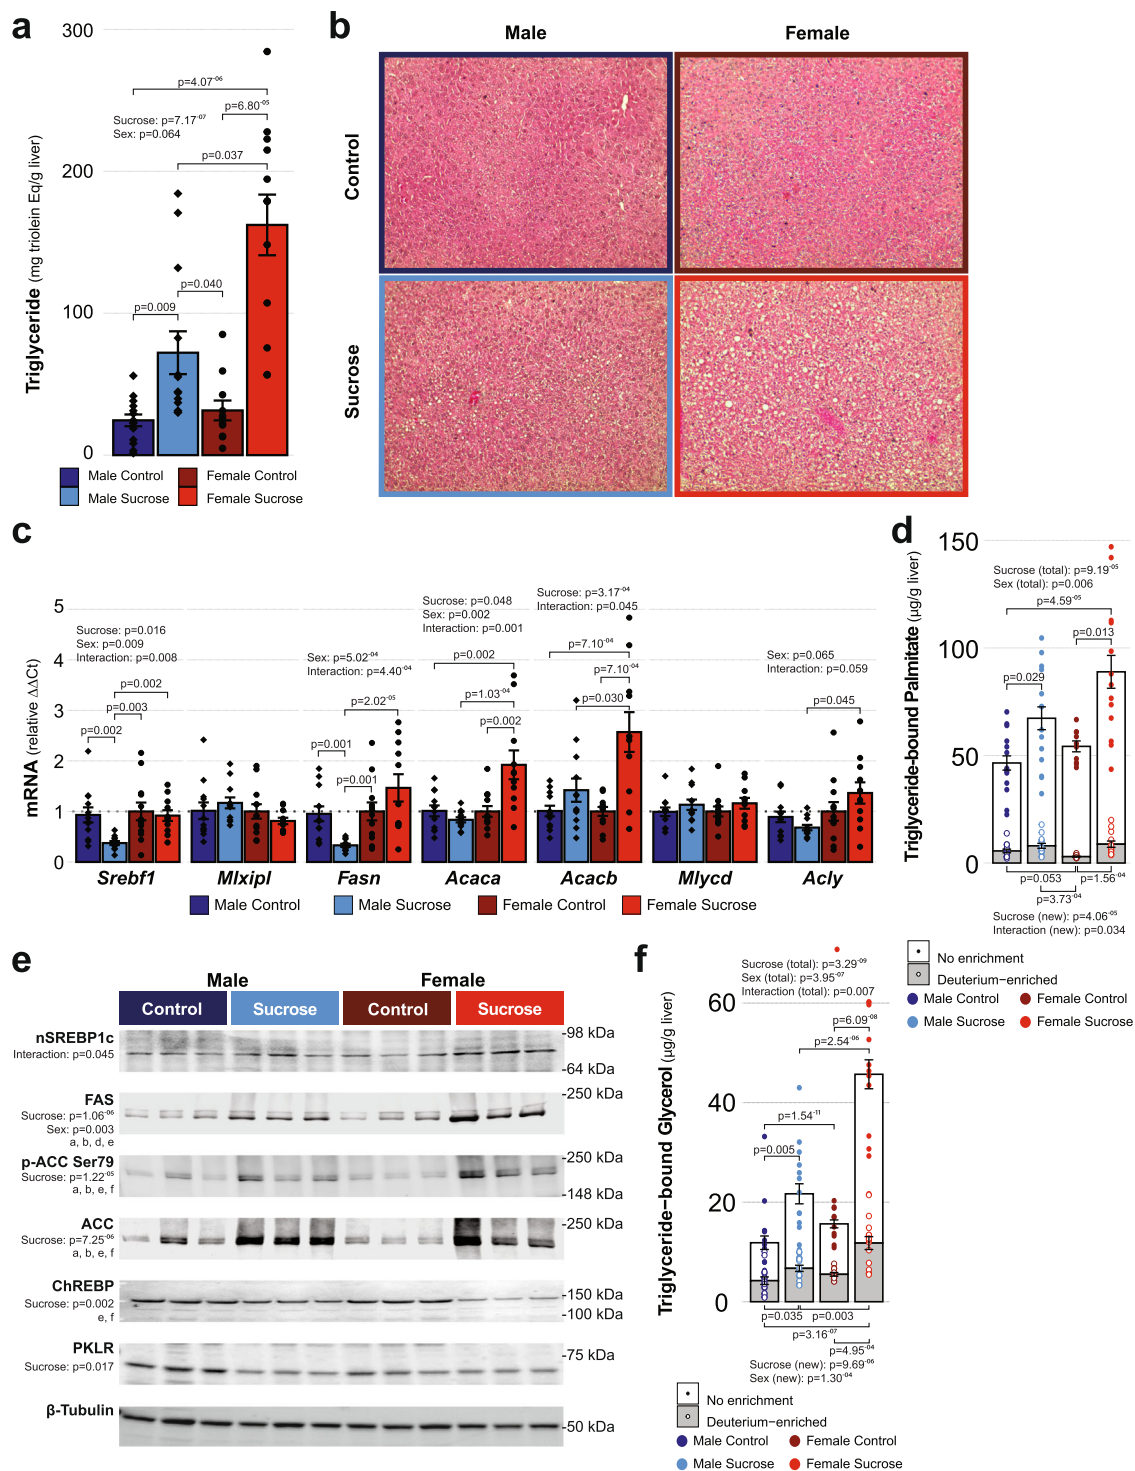 a
300
200
100
0
Triglyceride (mg triolein Eq/g liver)
p=4.07⁻⁰⁶
p=6.80⁻⁰⁵
Sucrose: p=7.17⁻⁰⁷
Sex: p=0.064
p=0.037
p=0.040
p=0.009
Male Control
Female Control
Male Sucrose
Female Sucrose
b
Male
Female
Control
Sucrose
c
mRNA (relative ΔΔCt)
5
4
3
2
1
0
Sucrose: p=0.016
Sex: p=0.009
Interaction: p=0.008
p=0.002
p=0.003
p=0.002
Sex: p=5.02⁻⁰⁴
Interaction: p=4.40⁻⁰⁴
p=2.02⁻⁰⁵
p=0.001
p=0.001
Sucrose: p=0.048
Sex: p=0.002
Interaction: p=0.001
p=0.002
p=1.03⁻⁰⁴
p=0.002
Sucrose: p=3.17⁻⁰⁴
Interaction: p=0.045
p=7.10⁻⁰⁴
p=7.10⁻⁰⁴
p=0.030
Sex: p=0.065
Interaction: p=0.059
p=0.045
Srebf1
Mlxipl
Fasn
Acaca
Acacb
Mlycd
Acly
Male Control
Male Sucrose
Female Control
Female Sucrose
d
Triglyceride-bound Palmitate (µg/g liver)
150
100
50
0
Sucrose (total): p=9.19⁻⁰⁵
Sex (total): p=0.006
p=4.59⁻⁰⁵
p=0.013
p=0.029
p=0.053
p=1.56⁻⁰⁴
p=3.73⁻⁰⁴
Sucrose (new): p=4.06⁻⁰⁵
Interaction (new): p=0.034
No enrichment
Deuterium-enriched
Male Control
Female Control
Male Sucrose
Female Sucrose
e
Male
Female
Control
Sucrose
Control
Sucrose
nSREBP1c
Interaction: p=0.045
-98 kDa
-64 kDa
FAS
Sucrose: p=1.06⁻⁰⁶
Sex: p=0.003
a, b, d, e
-250 kDa
p-ACC Ser79
Sucrose: p=1.22⁻⁰⁵
a, b, e, f
-250 kDa
-148 kDa
ACC
Sucrose: p=7.25⁻⁰⁶
a, b, e, f
-250 kDa
ChREBP
Sucrose: p=0.002
e, f
-150 kDa
-100 kDa
PKLR
Sucrose: p=0.017
-75 kDa
β-Tubulin
-50 kDa
f
Triglyceride−bound Glycerol (µg/g liver)
60
40
20
0
Sucrose (total): p=3.29⁻⁰⁹
Sex (total): p=3.95⁻⁰⁷
Interaction (total): p=0.007
p=6.09⁻⁰⁸
p=2.54⁻⁰⁶
p=1.54⁻¹¹
p=0.005
p=0.035
p=0.003
p=3.16⁻⁰⁷
p=4.95⁻⁰⁴
Sucrose (new): p=9.69⁻⁰⁶
Sex (new): p=1.30⁻⁰⁴
No enrichment
Deuterium-enriched
Male Control
Female Control
Male Sucrose
Female Sucrose